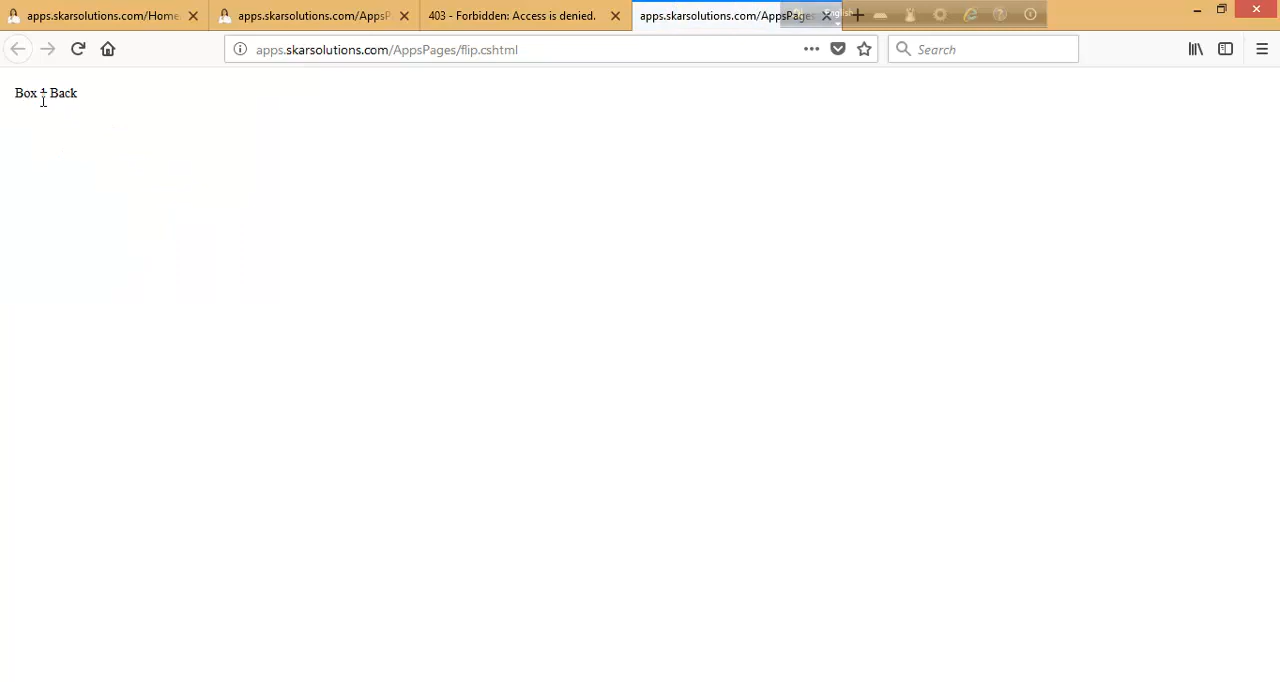 apps.skarsolutions.com/Home
apps.skarsolutions.com/AppsP
403 - Forbidden: Access is denied.
apps.skarsolutions.com/AppsPages
English
apps.skarsolutions.com/AppsPages/flip.cshtml
Search
Box - Back